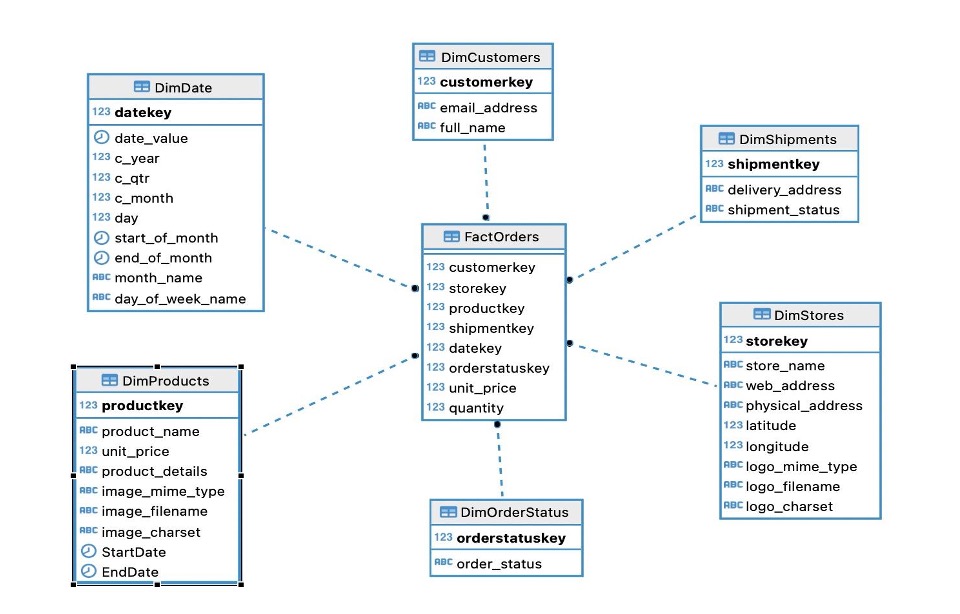 DimCustomers
123 customerkey
ABC email_address
ABC full_name
DimDate
123 datekey
date_value
123 c_year
123 c_qtr
123 c_month
123 day
start_of_month
end_of_month
ABC month_name
ABC day_of_week_name
DimShipments
123 shipmentkey
ABC delivery_address
ABC shipment_status
FactOrders
123 customerkey
123 storekey
123 productkey
123 shipmentkey
123 datekey
123 orderstatuskey
123 unit_price
123 quantity
DimStores
123 storekey
ABC store_name
ABC web_address
ABC physical_address
123 latitude
123 longitude
ABC logo_mime_type
ABC logo_filename
ABC logo_charset
DimProducts
123 productkey
ABC product_name
123 unit_price
ABC product_details
ABC image_mime_type
ABC image_filename
ABC image_charset
StartDate
EndDate
DimOrderStatus
123 orderstatuskey
ABC order_status